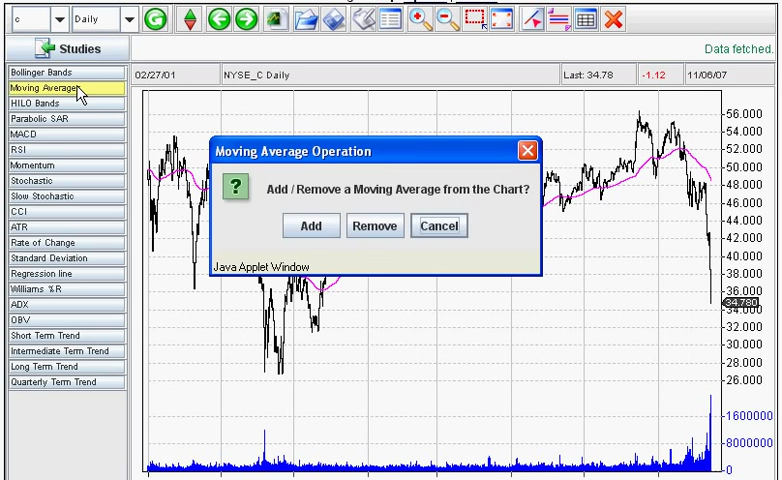 c Daily
Studies
Data fetched.
02/27/01 NYSE_C Daily Last: 34.78 -1.12 11/06/07
Bollinger Bands
Moving Average
HILO Bands
Parabolic SAR
MACD
RSI
Momentum
Stochastic
Slow Stochastic
CCI
ATR
Rate of Change
Standard Deviation
Regression line
Williams %R
ADX
OBV
Short Term Trend
Intermediate Term Trend
Long Term Trend
Quarterly Term Trend
Moving Average Operation
?
Add / Remove a Moving Average from the Chart?
Add Remove Cancel
Java Applet Window
56.000
54.000
52.000
50.000
48.000
46.000
44.000
42.000
40.000
38.000
36.000
34.780
34.000
32.000
30.000
28.000
26.000
1600000
8000000
0